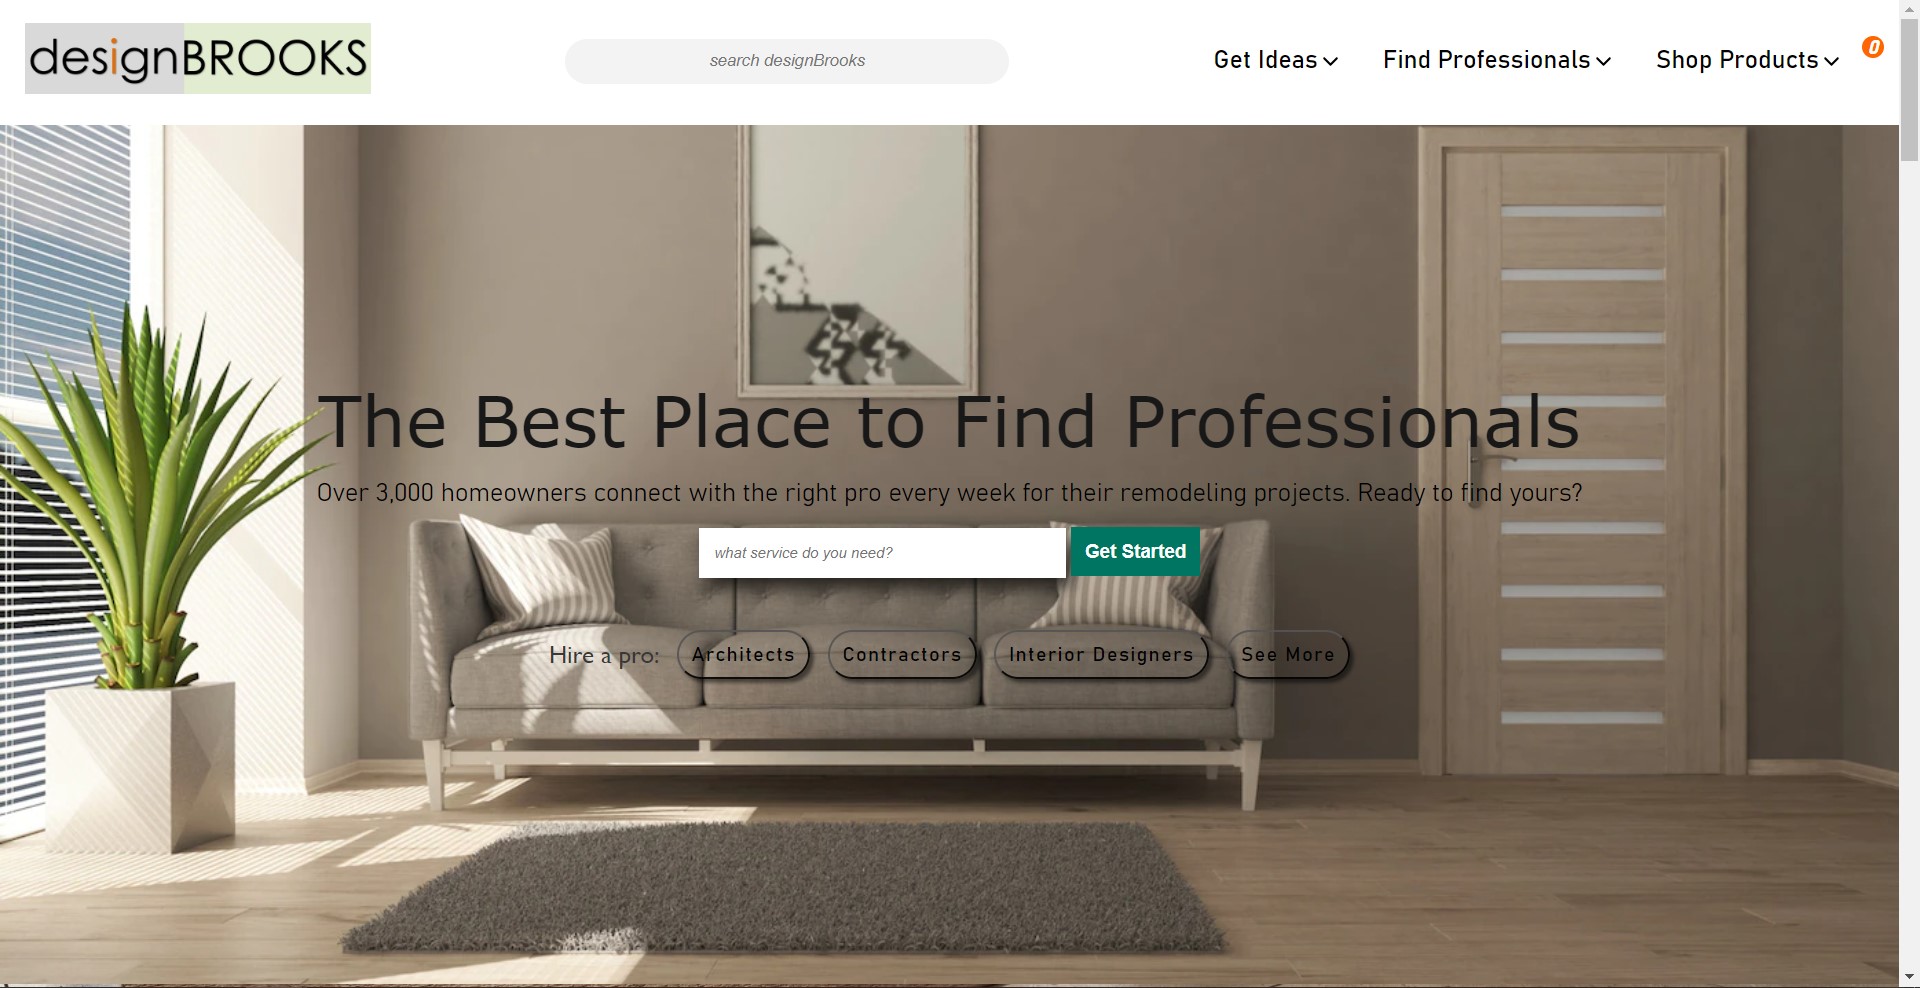 designBROOKS
search designBrooks
Get Ideas
Find Professionals
Shop Products
0
The Best Place to Find Professionals
Over 3,000 homeowners connect with the right pro every week for their remodeling projects. Ready to find yours?
what service do you need?
Get Started
Hire a pro:
Architects
Contractors
Interior Designers
See More